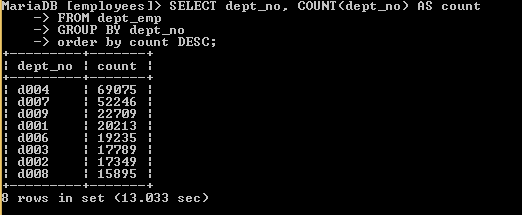 MariaDB [employees]> SELECT dept_no, COUNT(dept_no) AS count
    -> FROM dept_emp
    -> GROUP BY dept_no
    -> order by count DESC;
+---------+-------+
| dept_no | count |
+---------+-------+
| d004    | 69075 |
| d007    | 52246 |
| d009    | 22709 |
| d001    | 20213 |
| d006    | 19235 |
| d003    | 17789 |
| d002    | 17349 |
| d008    | 15895 |
+---------+-------+
8 rows in set (13.033 sec)